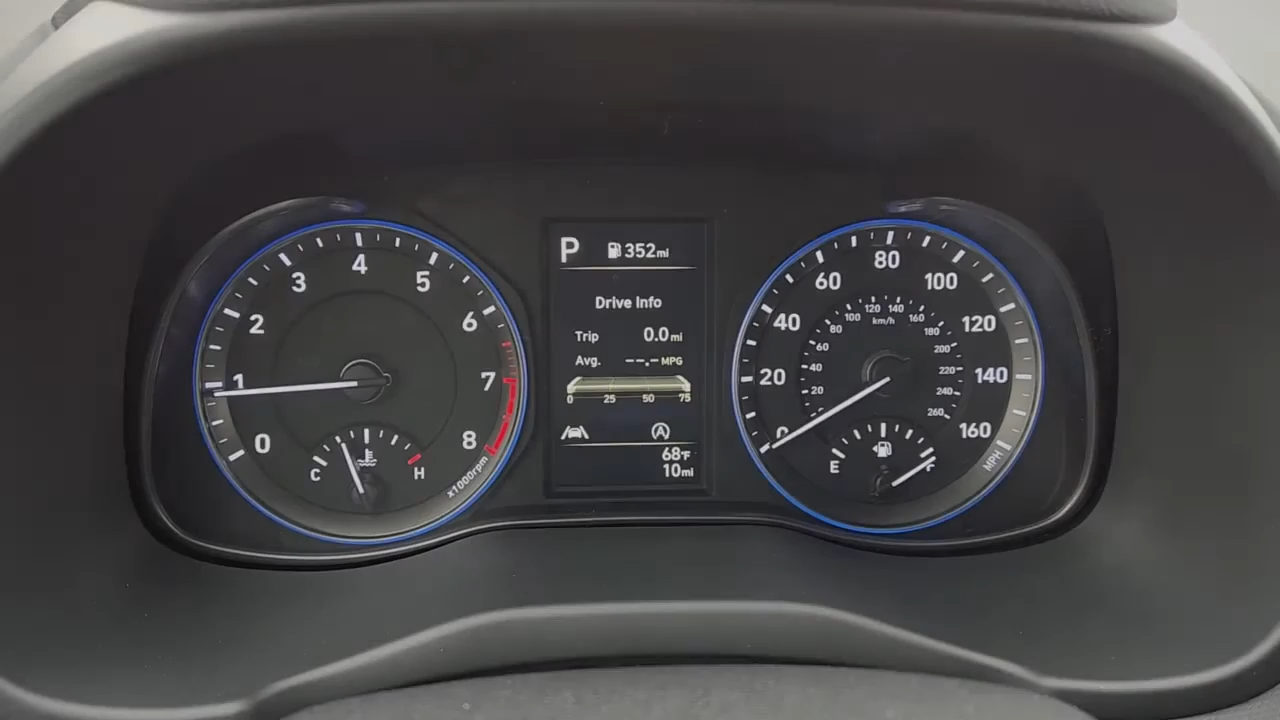 0
1
2
3
4
5
6
7
8
x1000rpm
C
H
P
352mi
Drive Info
Trip 0.0mi
Avg. --.- MPG
0 25 50 75
A
68°F
10mi
0
20
40
60
80
100
120
140
160
MPH
20
40
60
80
100
120
140
160
180
200
220
240
260
km/h
E
F